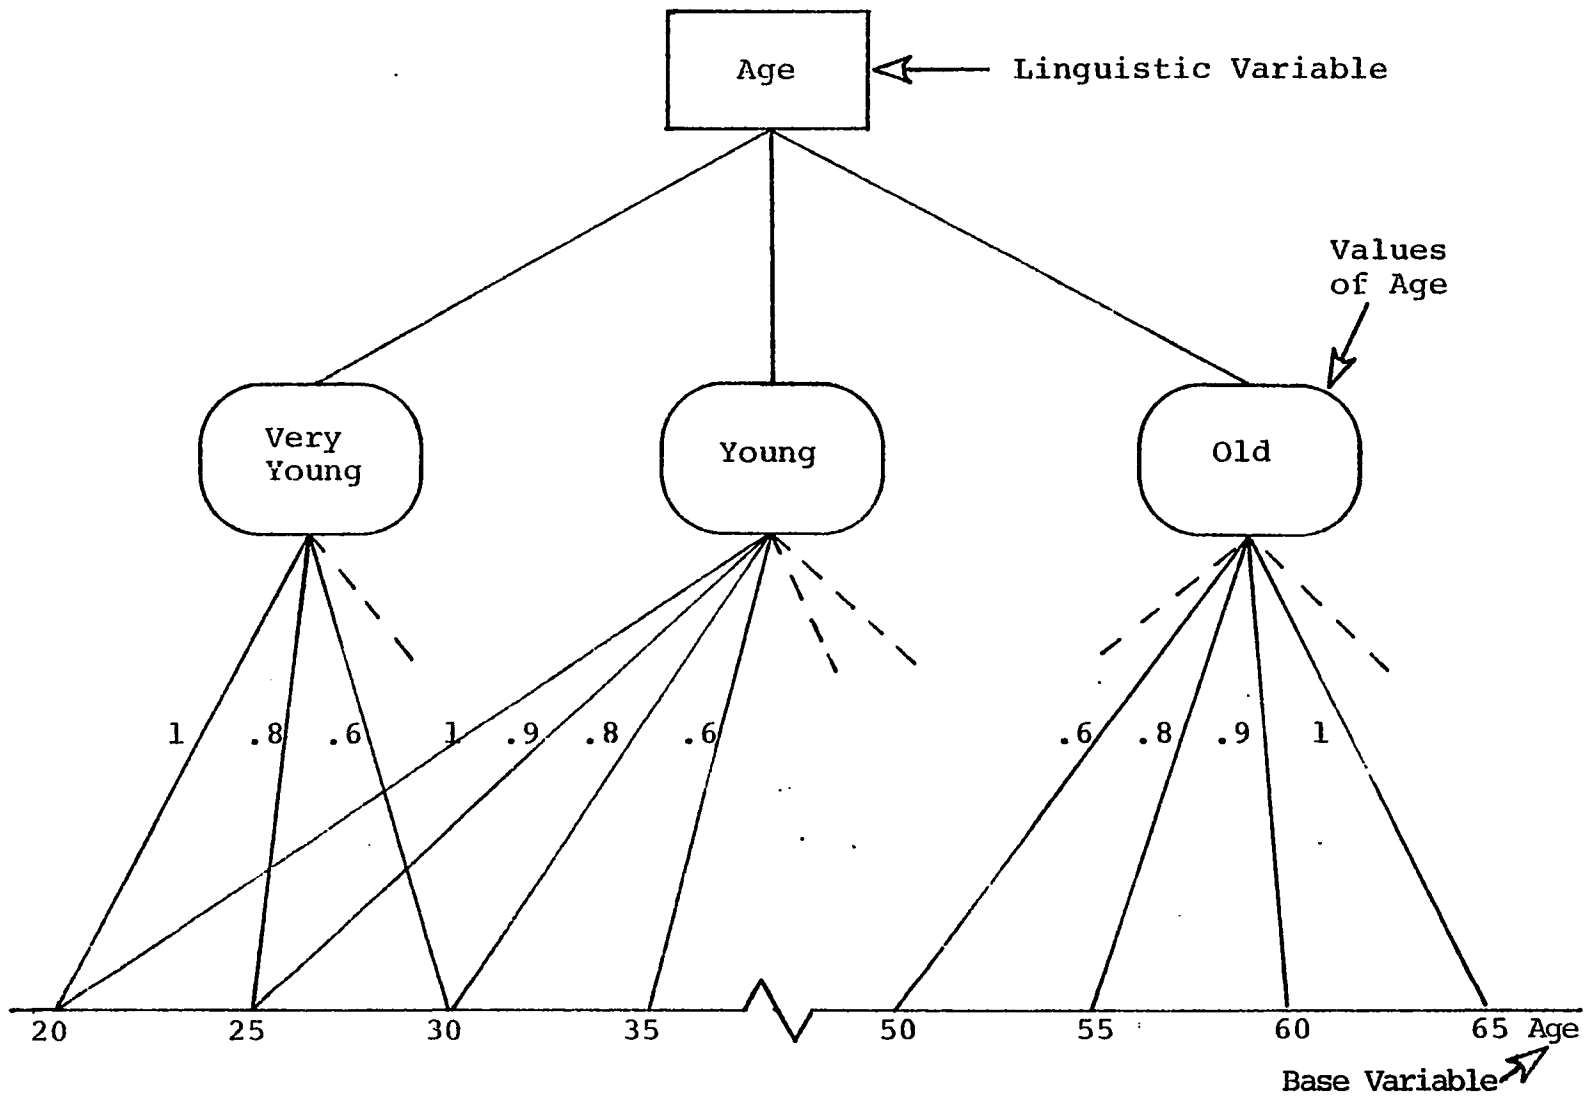 Age
Linguistic Variable
Values
of Age
Very
Young
Young
Old
1 .8 .6 1 .9 .8 .6 .6 .8 .9 1
20 25 30 35 50 55 60 65 Age
Base Variable